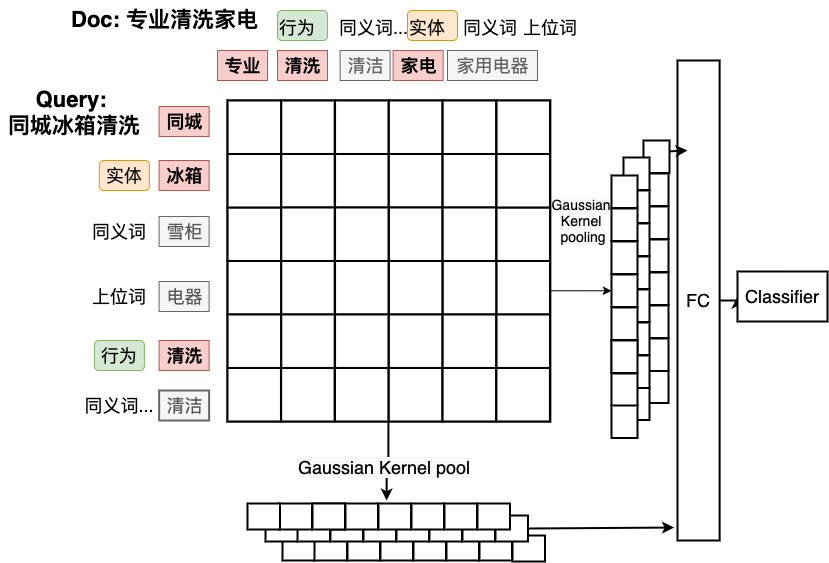 Doc: 专业清洗家电
行为 同义词...实体 同义词 上位词
专业 清洗 清洁 家电 家用电器
Query:
同城冰箱清洗
同城
实体 冰箱
同义词 雪柜
上位词 电器
行为 清洗
同义词... 清洁
Gaussian
Kernel
pooling
FC
Classifier
Gaussian Kernel pool